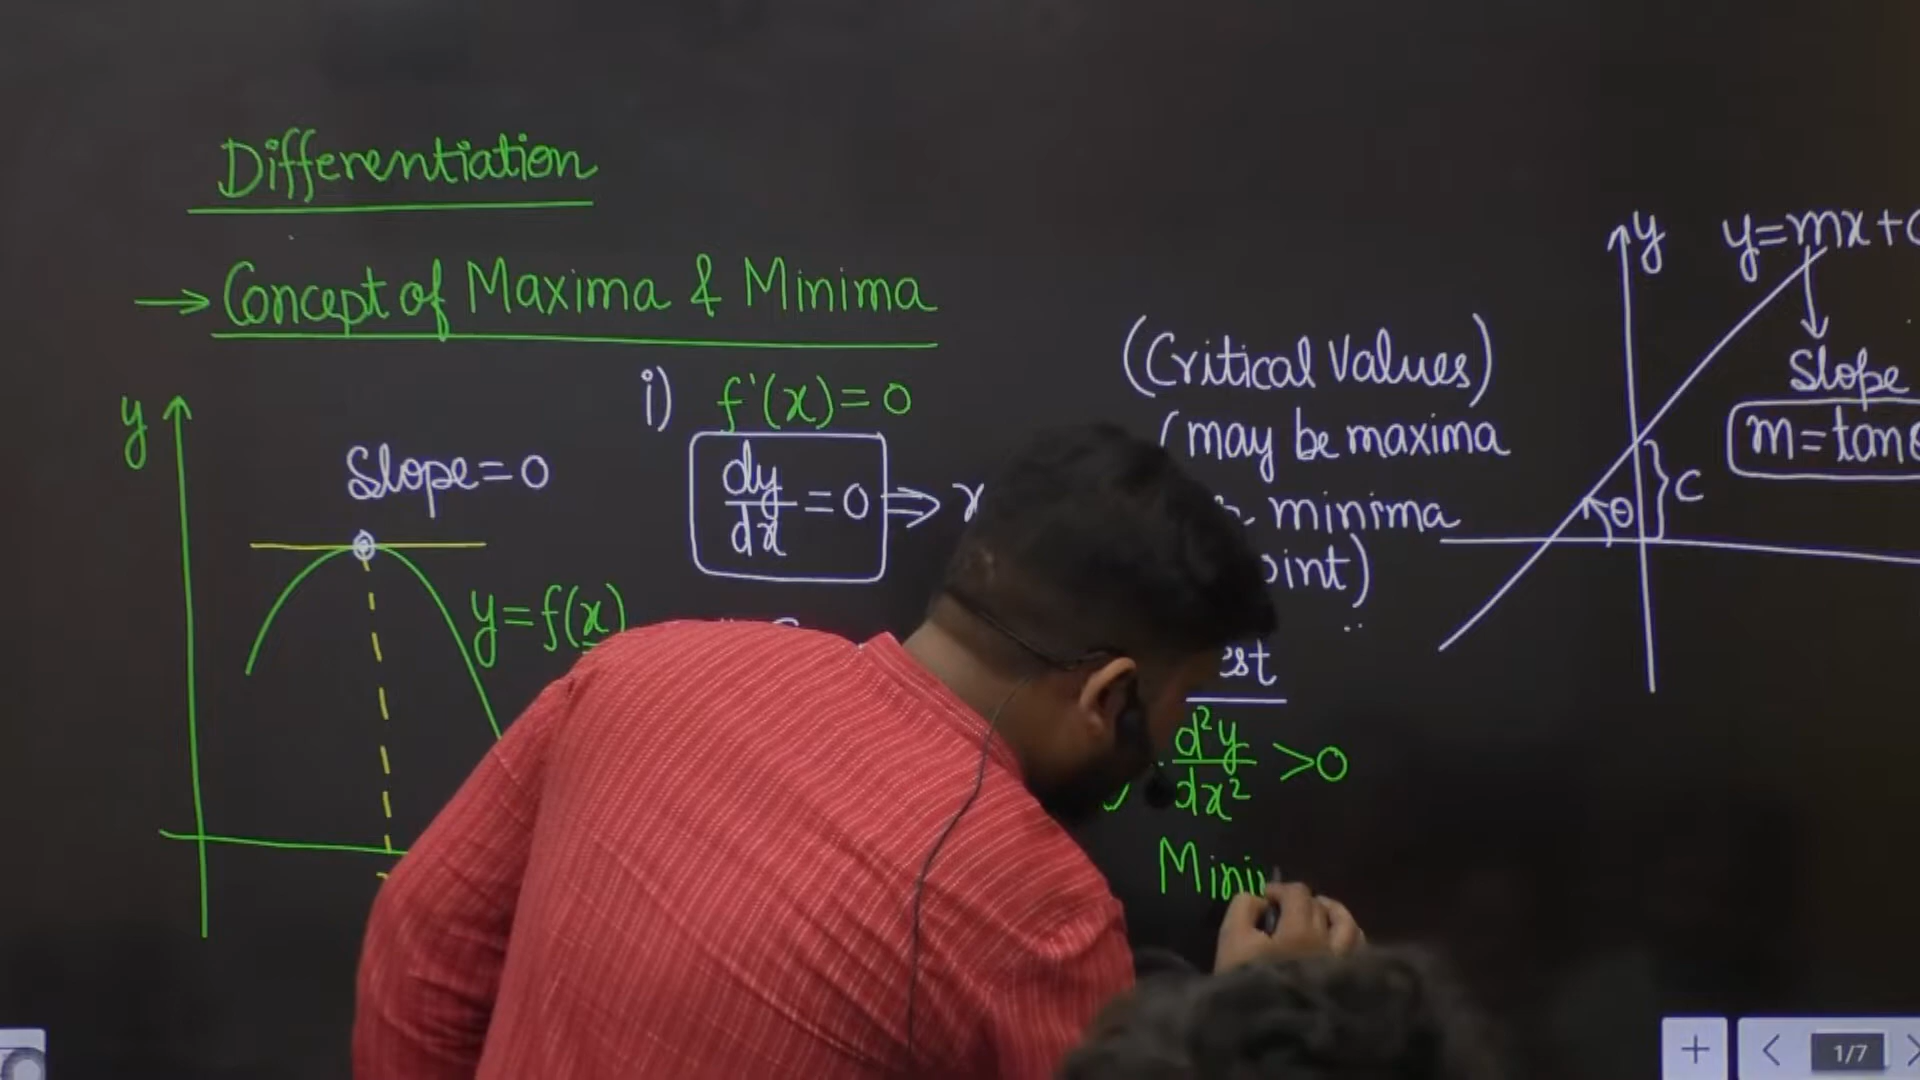 Differentiation
→ Concept of Maxima & Minima
y
Slope=0
y=f(x)
i) f'(x)=0
dy/dx=0 ⇒
(Critical Values)
(may be maxima
minima
d²y/dx² >0
y
y=mx+
Slope
m=tanθ
C
θ
1/7